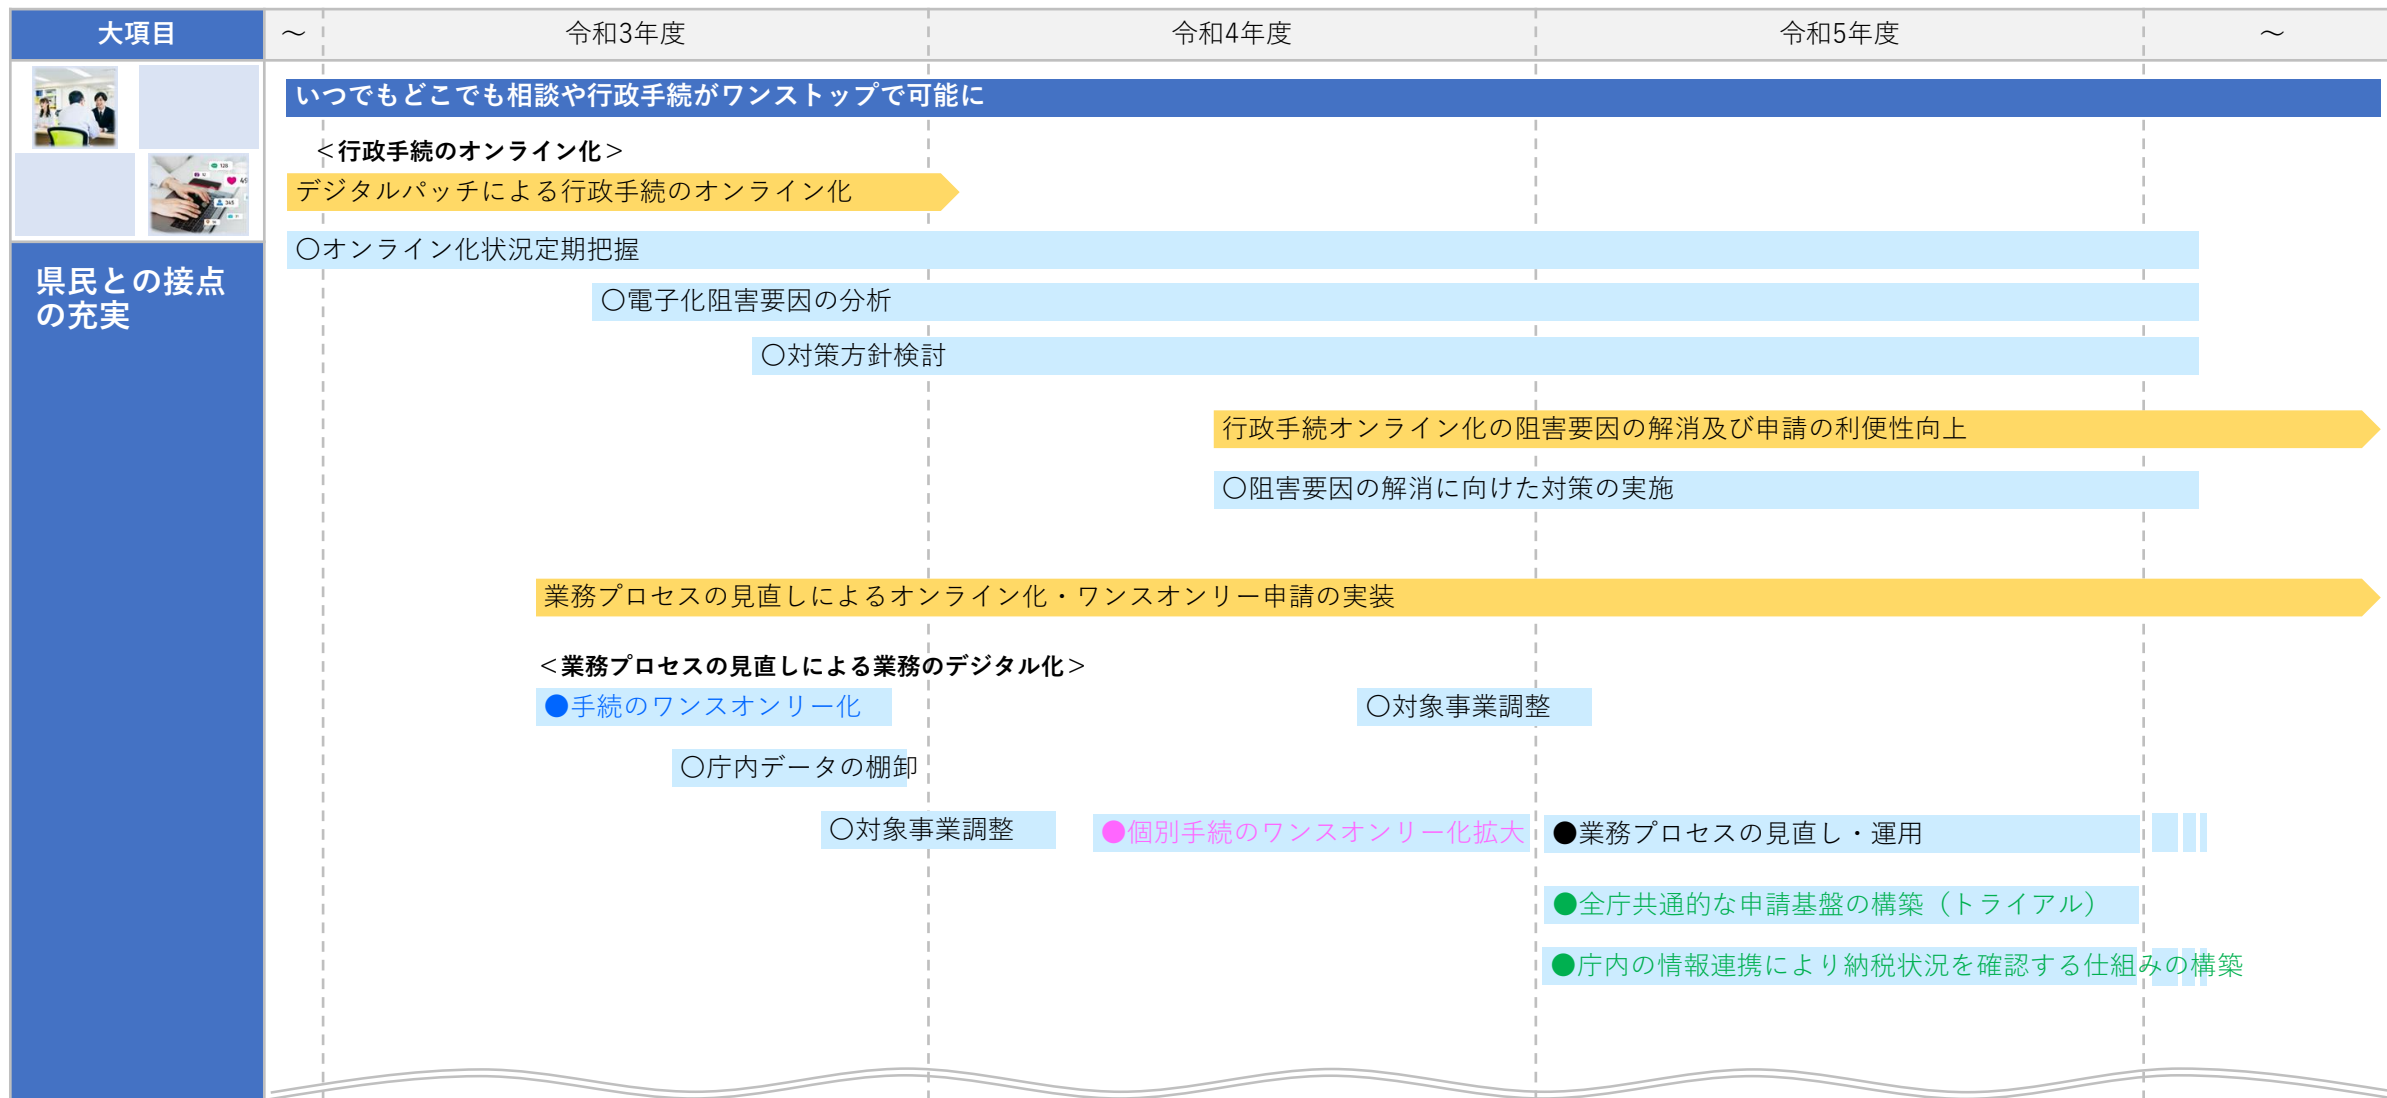 大項目
～
令和3年度
令和4年度
令和5年度
～
いつでもどこでも相談や行政手続がワンストップで可能に
＜行政手続のオンライン化＞
デジタルパッチによる行政手続のオンライン化
県民との接点
の充実
〇オンライン化状況定期把握
〇電子化阻害要因の分析
〇対策方針検討
行政手続オンライン化の阻害要因の解消及び申請の利便性向上
〇阻害要因の解消に向けた対策の実施
業務プロセスの見直しによるオンライン化・ワンスオンリー申請の実装
＜業務プロセスの見直しによる業務のデジタル化＞
●手続のワンスオンリー化
〇対象事業調整
〇庁内データの棚卸
〇対象事業調整
●個別手続のワンスオンリー化拡大
●業務プロセスの見直し・運用
●全庁共通的な申請基盤の構築（トライアル）
●庁内の情報連携により納税状況を確認する仕組みの構築